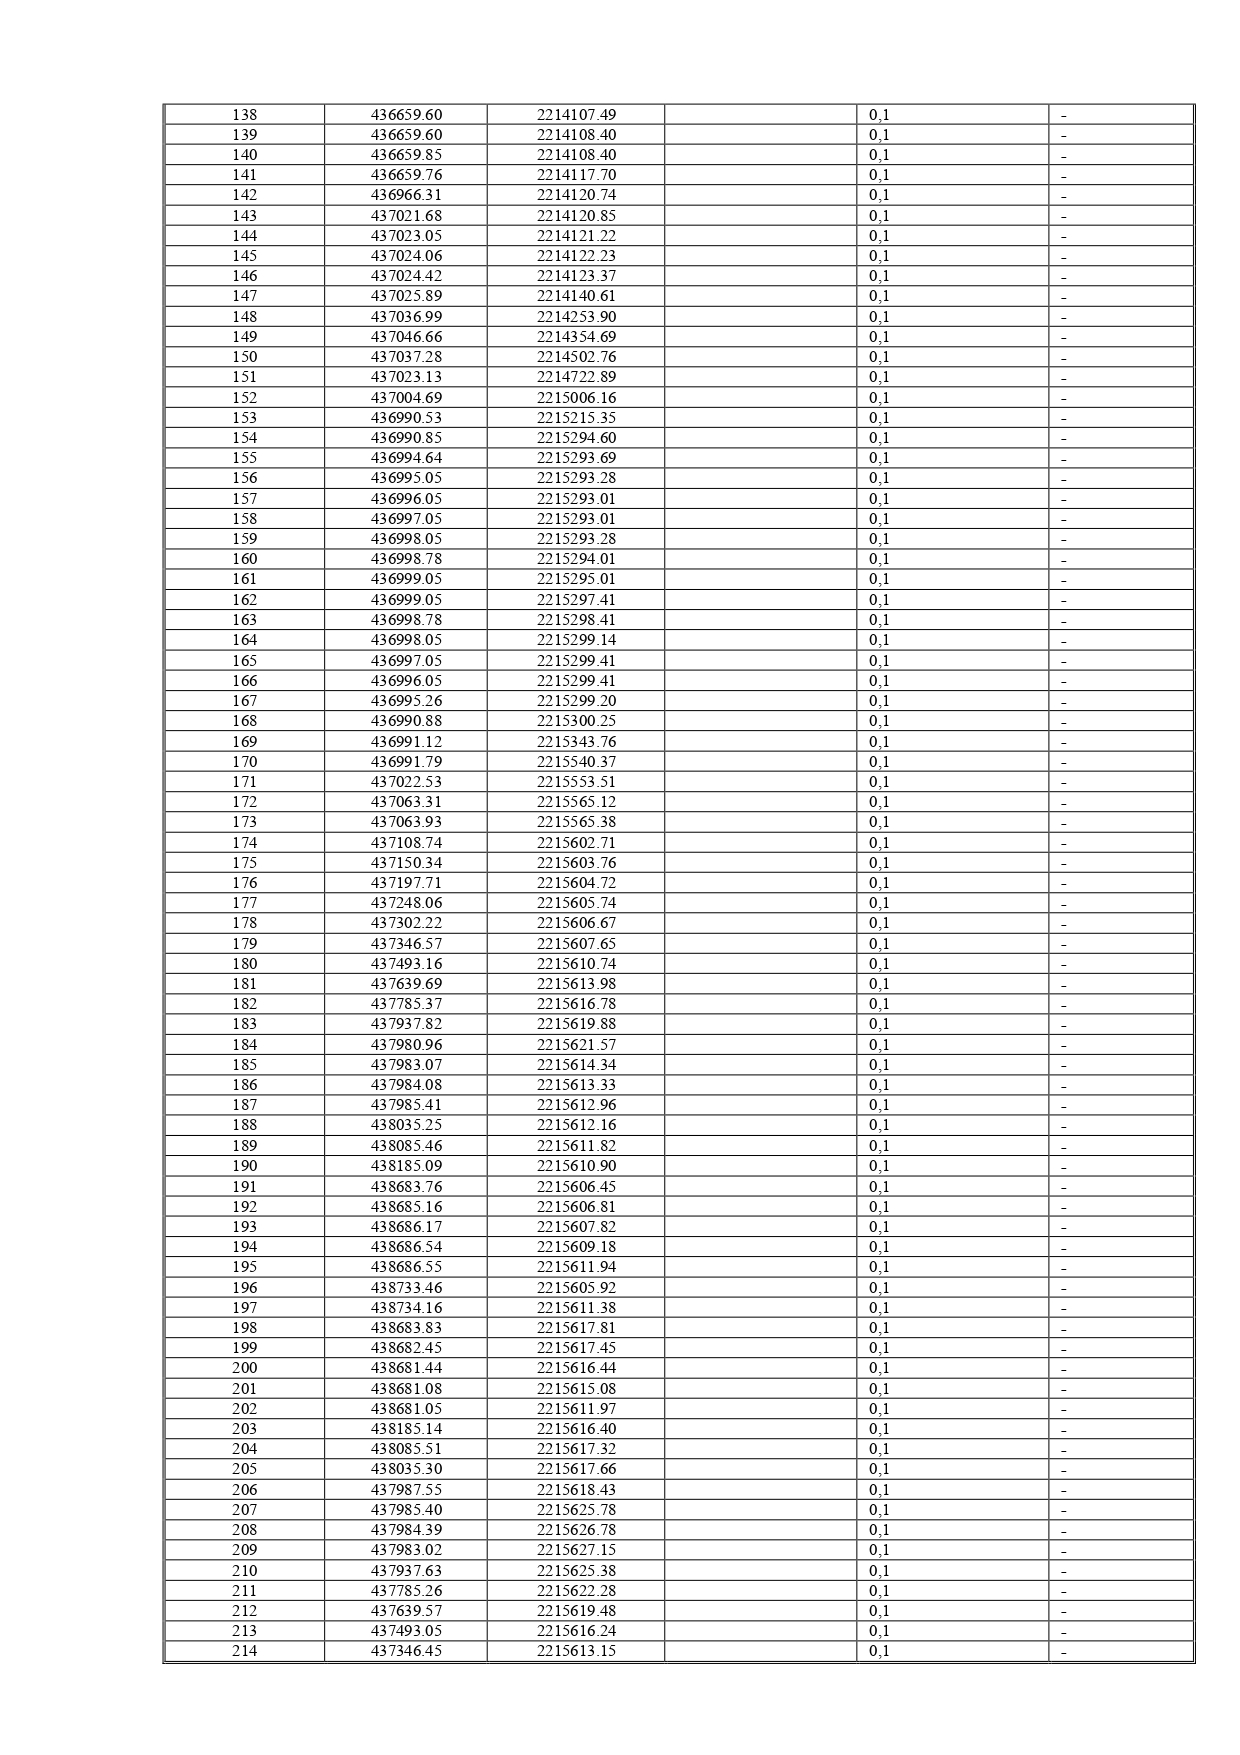 138 436659.60 2214107.49 0,1 -
139 436659.60 2214108.40 0,1 -
140 436659.85 2214108.40 0,1 -
141 436659.76 2214117.70 0,1 -
142 436966.31 2214120.74 0,1 -
143 437021.68 2214120.85 0,1 -
144 437023.05 2214121.22 0,1 -
145 437024.06 2214122.23 0,1 -
146 437024.42 2214123.37 0,1 -
147 437025.89 2214140.61 0,1 -
148 437036.99 2214253.90 0,1 -
149 437046.66 2214354.69 0,1 -
150 437037.28 2214502.76 0,1 -
151 437023.13 2214722.89 0,1 -
152 437004.69 2215006.16 0,1 -
153 436990.53 2215215.35 0,1 -
154 436990.85 2215294.60 0,1 -
155 436994.64 2215293.69 0,1 -
156 436995.05 2215293.28 0,1 -
157 436996.05 2215293.01 0,1 -
158 436997.05 2215293.01 0,1 -
159 436998.05 2215293.28 0,1 -
160 436998.78 2215294.01 0,1 -
161 436999.05 2215295.01 0,1 -
162 436999.05 2215297.41 0,1 -
163 436998.78 2215298.41 0,1 -
164 436998.05 2215299.14 0,1 -
165 436997.05 2215299.41 0,1 -
166 436996.05 2215299.41 0,1 -
167 436995.26 2215299.20 0,1 -
168 436990.88 2215300.25 0,1 -
169 436991.12 2215343.76 0,1 -
170 436991.79 2215540.37 0,1 -
171 437022.53 2215553.51 0,1 -
172 437063.31 2215565.12 0,1 -
173 437063.93 2215565.38 0,1 -
174 437108.74 2215602.71 0,1 -
175 437150.34 2215603.76 0,1 -
176 437197.71 2215604.72 0,1 -
177 437248.06 2215605.74 0,1 -
178 437302.22 2215606.67 0,1 -
179 437346.57 2215607.65 0,1 -
180 437493.16 2215610.74 0,1 -
181 437639.69 2215613.98 0,1 -
182 437785.37 2215616.78 0,1 -
183 437937.82 2215619.88 0,1 -
184 437980.96 2215621.57 0,1 -
185 437983.07 2215614.34 0,1 -
186 437984.08 2215613.33 0,1 -
187 437985.41 2215612.96 0,1 -
188 438035.25 2215612.16 0,1 -
189 438085.46 2215611.82 0,1 -
190 438185.09 2215610.90 0,1 -
191 438683.76 2215606.45 0,1 -
192 438685.16 2215606.81 0,1 -
193 438686.17 2215607.82 0,1 -
194 438686.54 2215609.18 0,1 -
195 438686.55 2215611.94 0,1 -
196 438733.46 2215605.92 0,1 -
197 438734.16 2215611.38 0,1 -
198 438683.83 2215617.81 0,1 -
199 438682.45 2215617.45 0,1 -
200 438681.44 2215616.44 0,1 -
201 438681.08 2215615.08 0,1 -
202 438681.05 2215611.97 0,1 -
203 438185.14 2215616.40 0,1 -
204 438085.51 2215617.32 0,1 -
205 438035.30 2215617.66 0,1 -
206 437987.55 2215618.43 0,1 -
207 437985.40 2215625.78 0,1 -
208 437984.39 2215626.78 0,1 -
209 437983.02 2215627.15 0,1 -
210 437937.63 2215625.38 0,1 -
211 437785.26 2215622.28 0,1 -
212 437639.57 2215619.48 0,1 -
213 437493.05 2215616.24 0,1 -
214 437346.45 2215613.15 0,1 -